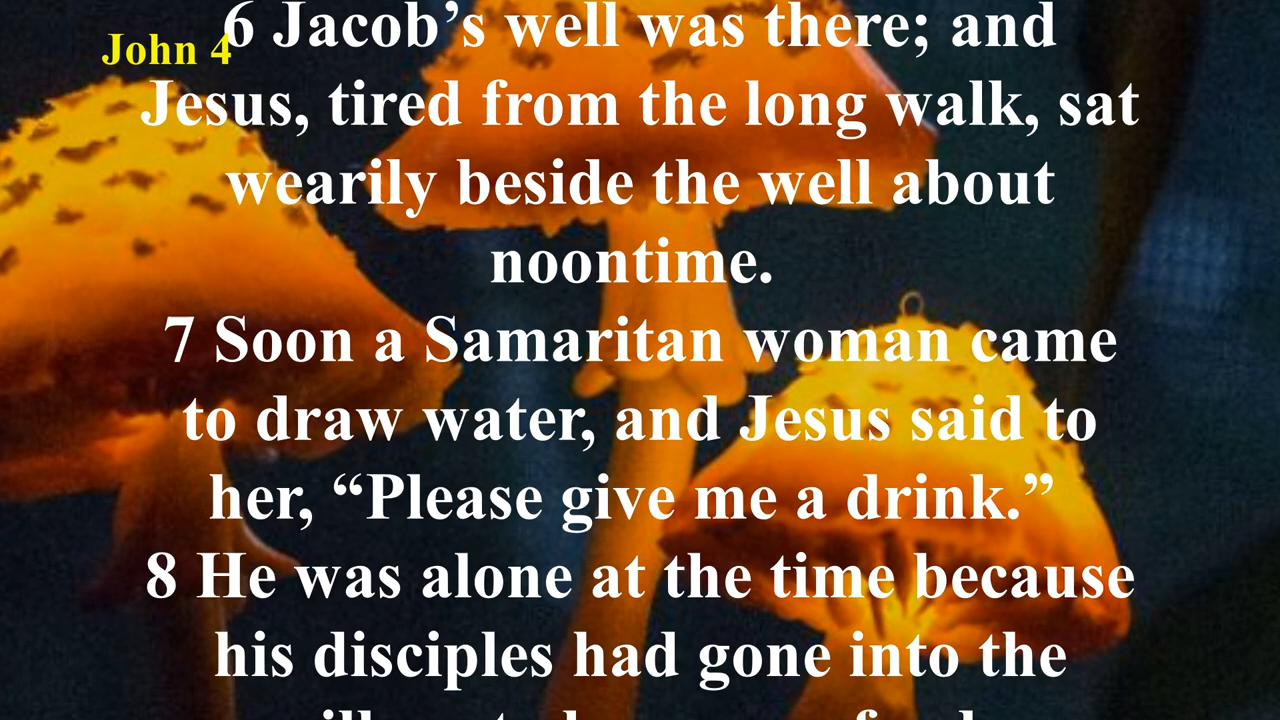 John 4
6 Jacob’s well was there; and
Jesus, tired from the long walk, sat
wearily beside the well about
noontime.
7 Soon a Samaritan woman came
to draw water, and Jesus said to
her, “Please give me a drink.”
8 He was alone at the time because
his disciples had gone into the